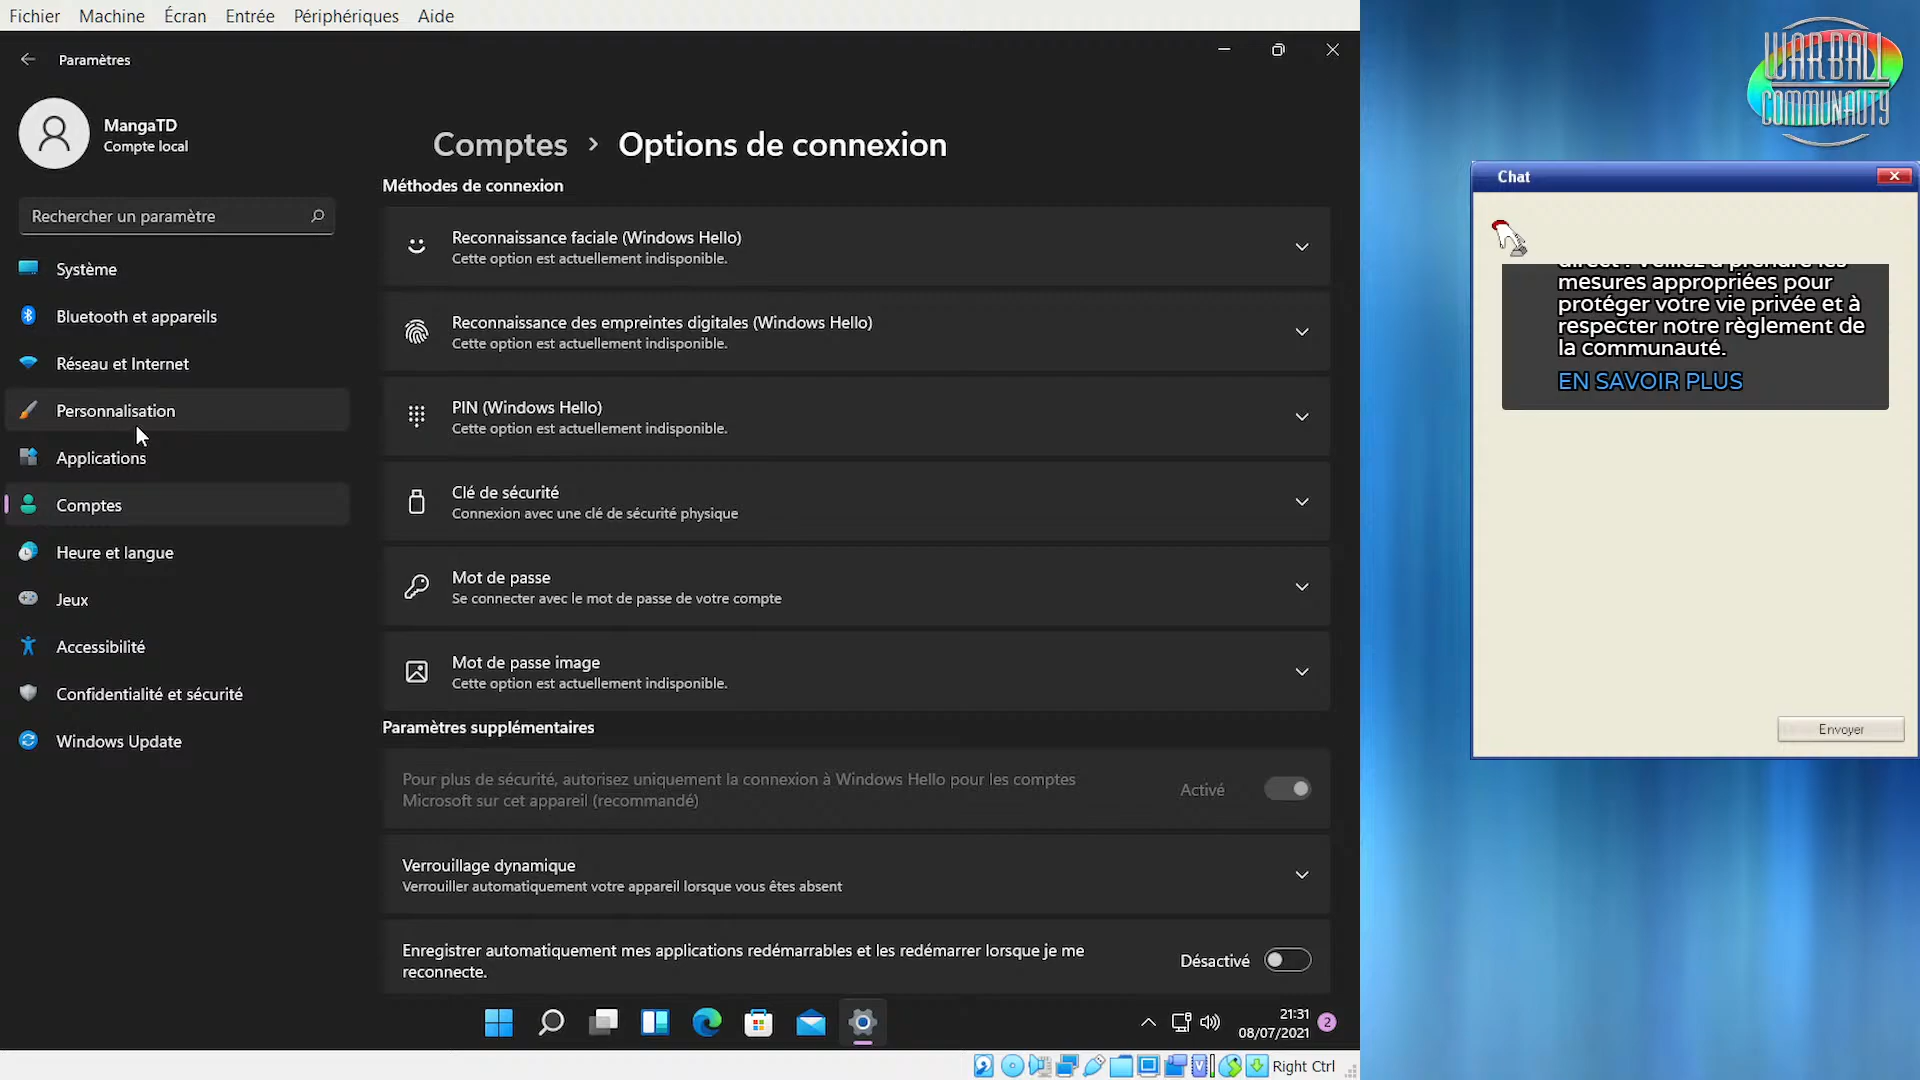 Fichier Machine Écran Entrée Périphériques Aide
Paramètres
MangaTD
Compte local
Rechercher un paramètre
Système
Bluetooth et appareils
Réseau et Internet
Personnalisation
Applications
Comptes
Heure et langue
Jeux
Accessibilité
Confidentialité et sécurité
Windows Update
Comptes › Options de connexion
Méthodes de connexion
Reconnaissance faciale (Windows Hello)
Cette option est actuellement indisponible.
Reconnaissance des empreintes digitales (Windows Hello)
Cette option est actuellement indisponible.
PIN (Windows Hello)
Cette option est actuellement indisponible.
Clé de sécurité
Connexion avec une clé de sécurité physique
Mot de passe
Se connecter avec le mot de passe de votre compte
Mot de passe image
Cette option est actuellement indisponible.
Paramètres supplémentaires
Pour plus de sécurité, autorisez uniquement la connexion à Windows Hello pour les comptes
Microsoft sur cet appareil (recommandé)
Activé
Verrouillage dynamique
Verrouiller automatiquement votre appareil lorsque vous êtes absent
Enregistrer automatiquement mes applications redémarrables et les redémarrer lorsque je me
reconnecte.
Désactivé
21:31
08/07/2021
2
Right Ctrl
WAR BALL
COMMUNAUTY
Chat
direct ! Veillez à prendre les
mesures appropriées pour
protéger votre vie privée et à
respecter notre règlement de
la communauté.
EN SAVOIR PLUS
Envoyer